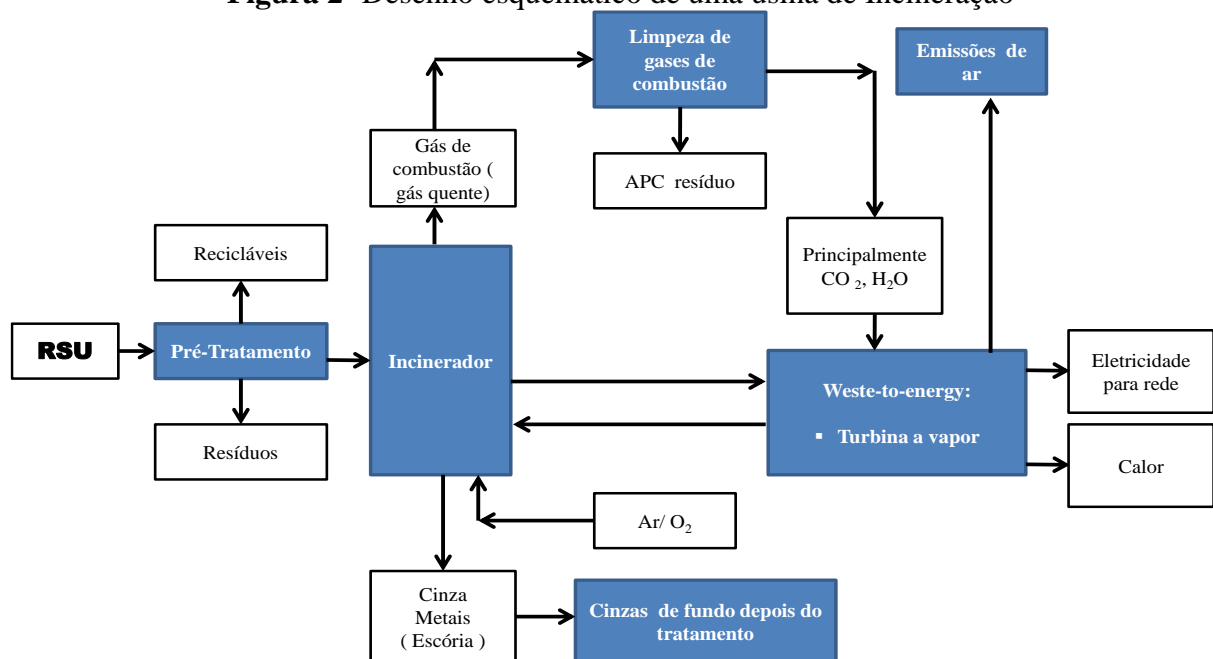 Figura 2- Desenho esquemático de uma usina de Incineração
Limpeza de
gases de
combustão
Emissões de
ar
Gás de
combustão (
gás quente)
APC resíduo
Recicláveis
Principalmente
CO ₂, H₂O
RSU
Pré-Tratamento
Incinerador
Weste-to-energy:
▪ Turbina a vapor
Eletricidade
para rede
Resíduos
Calor
Ar/ O₂
Cinza
Metais
( Escória )
Cinzas de fundo depois do
tratamento